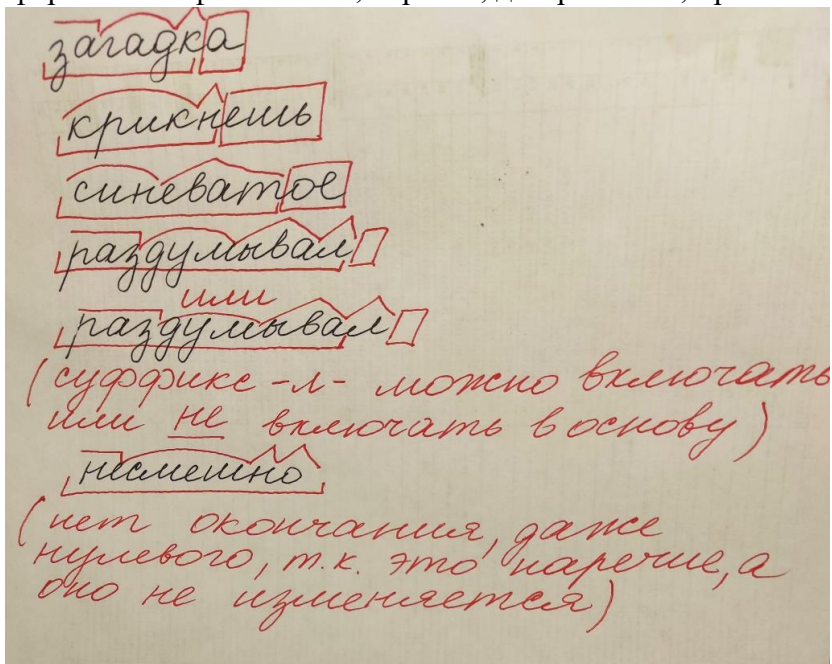 загадка
крикнешь
синеватое
раздумывал
или
раздумывал
(суффикс -л- можно включать
или не включать в основу)
несмешно
(нет окончания, даже
нулевого, т.к. это наречие, а
оно не изменяется)